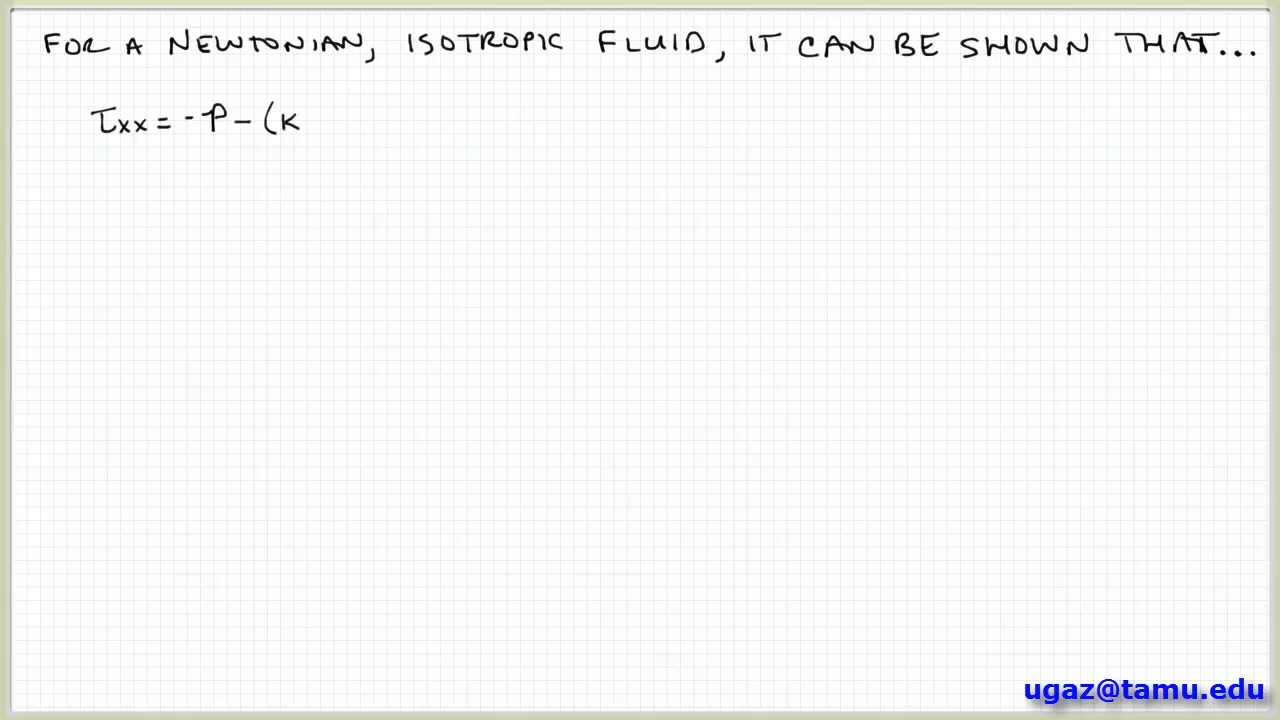 FOR A NEWTONIAN, ISOTROPIC FLUID, IT CAN BE SHOWN THAT...
τxx = -P - (K
ugaz@tamu.edu